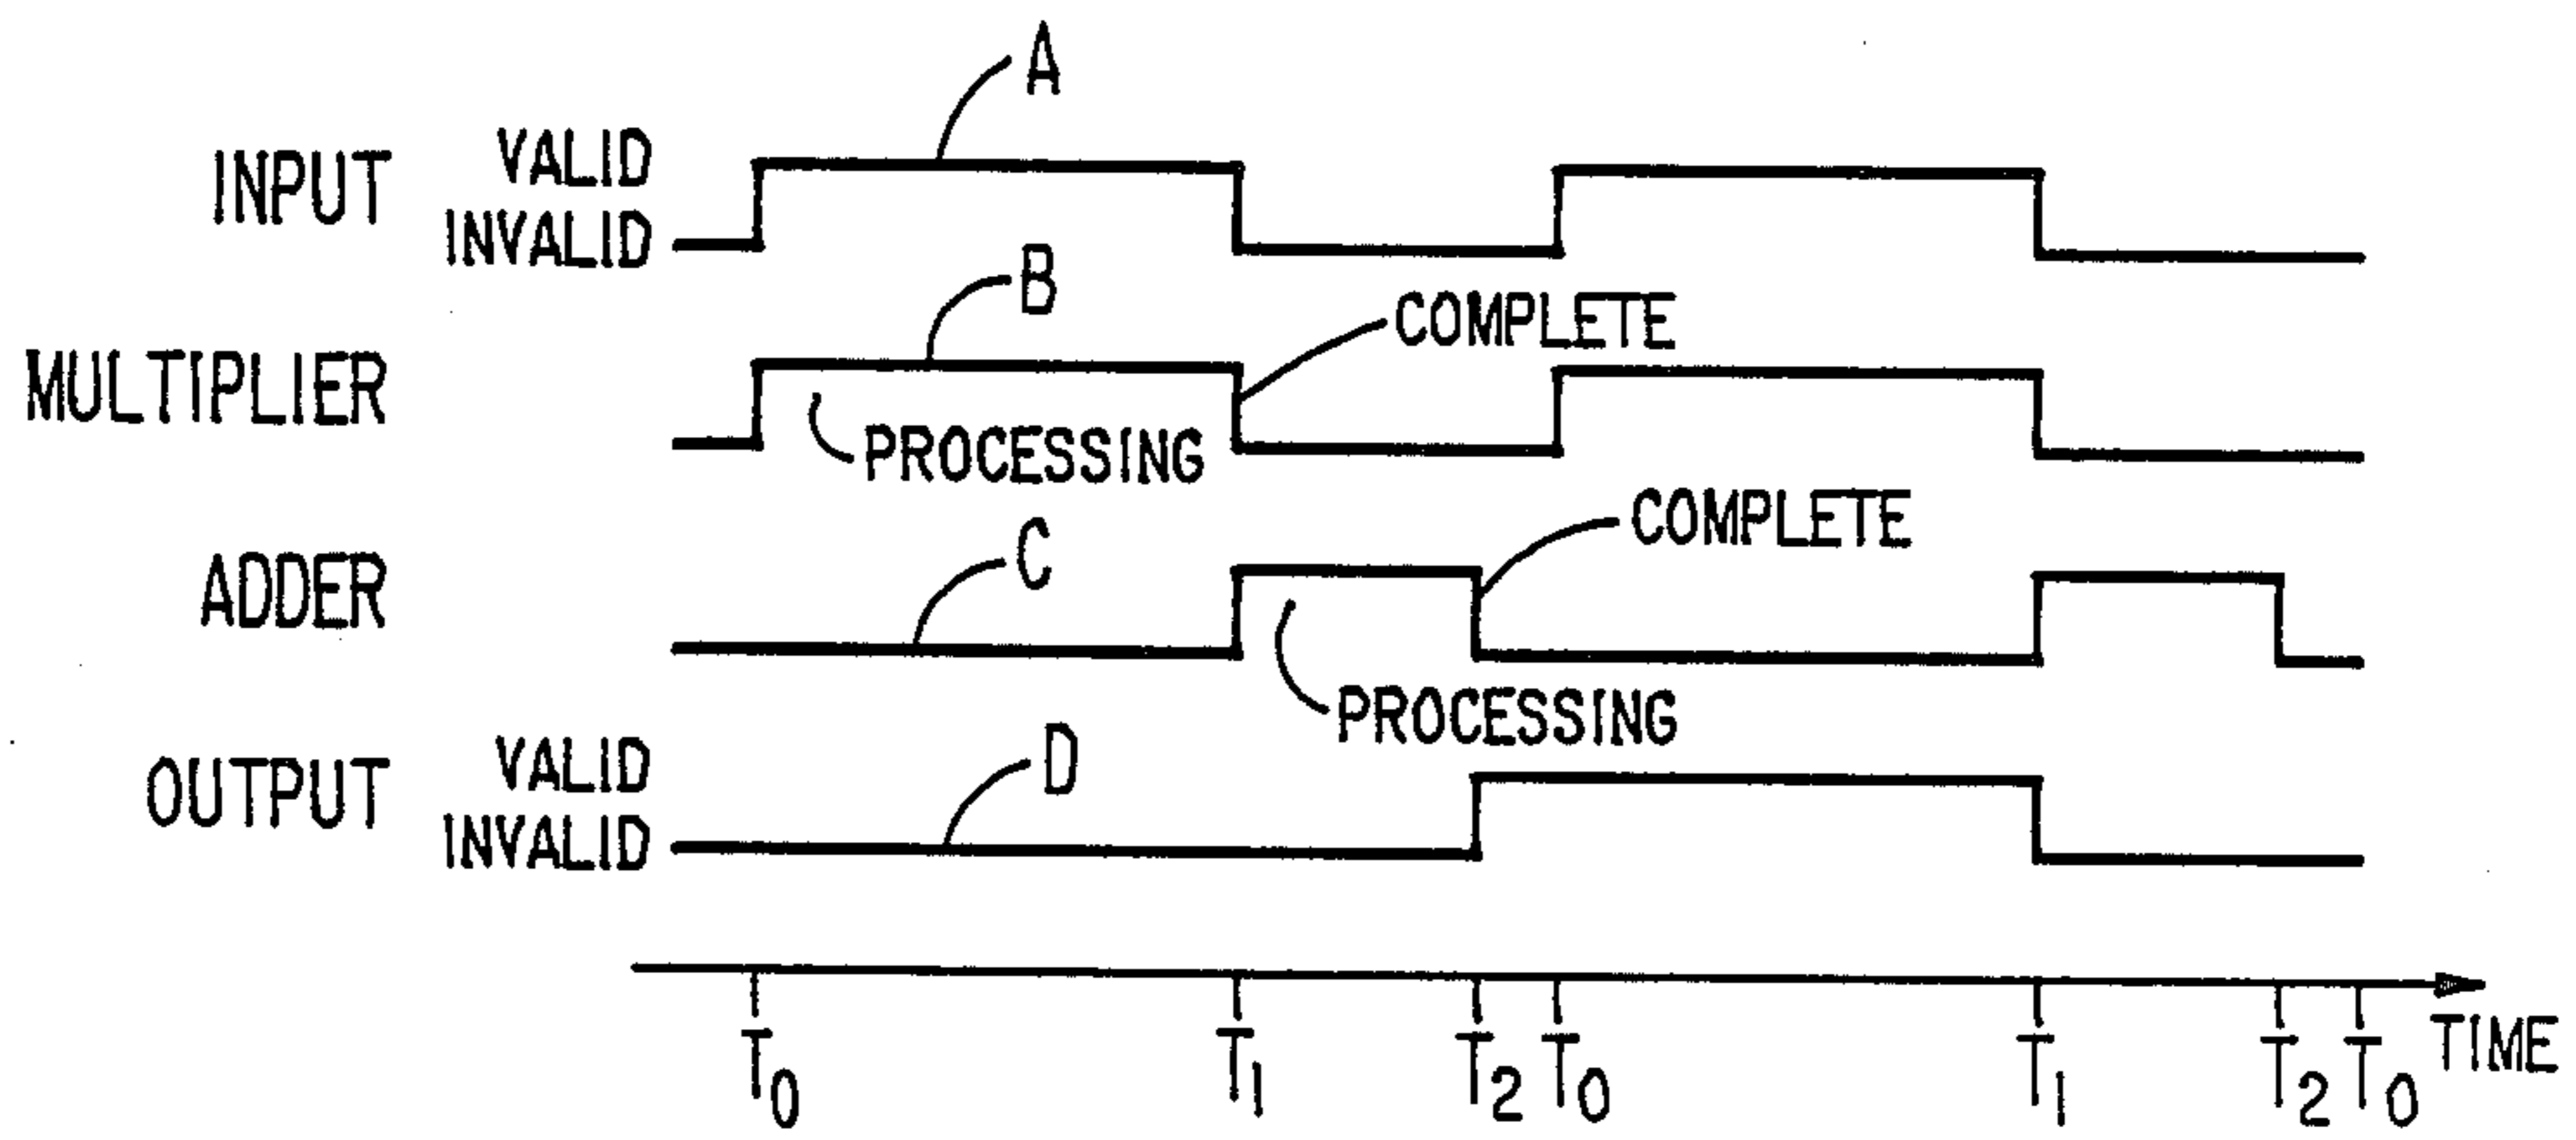 A
INPUT VALID
INVALID
B
COMPLETE
MULTIPLIER
PROCESSING
COMPLETE
C
ADDER
PROCESSING
D
OUTPUT VALID
INVALID
T0 T1 T2 T0 T1 T2 T0 TIME